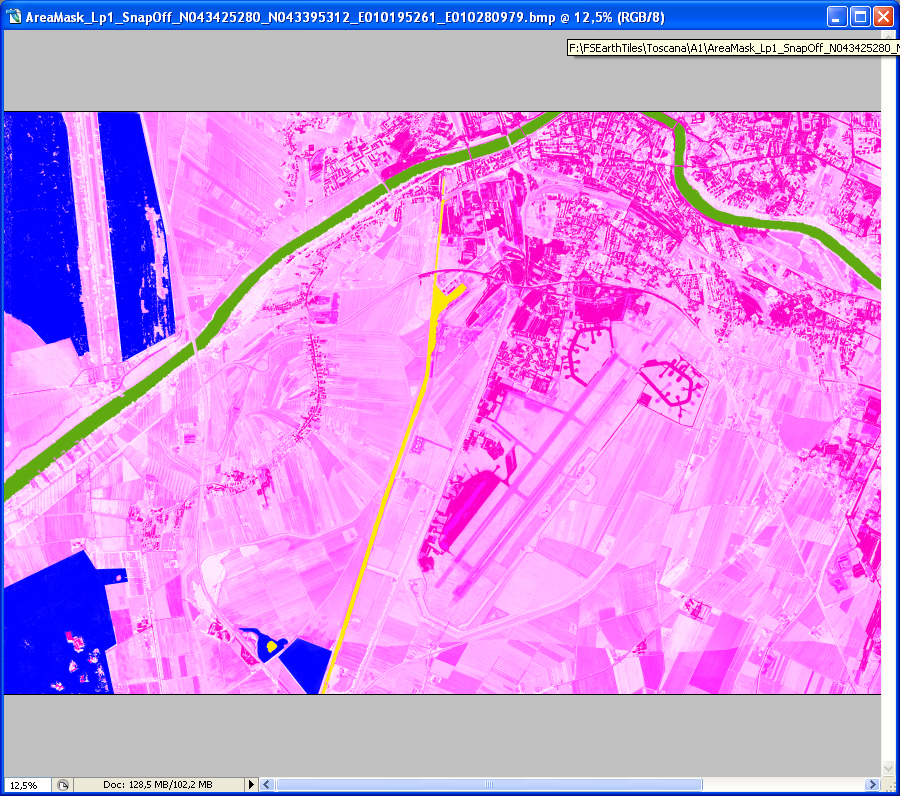 AreaMask_Lp1_SnapOff_N043425280_N043395312_E010195261_E010280979.bmp @ 12,5% (RGB/8)
F:\FSEarthTiles\Toscana\A1\AreaMask_Lp1_SnapOff_N043425280_N
12,5%
Doc: 128,5 MB/102,2 MB